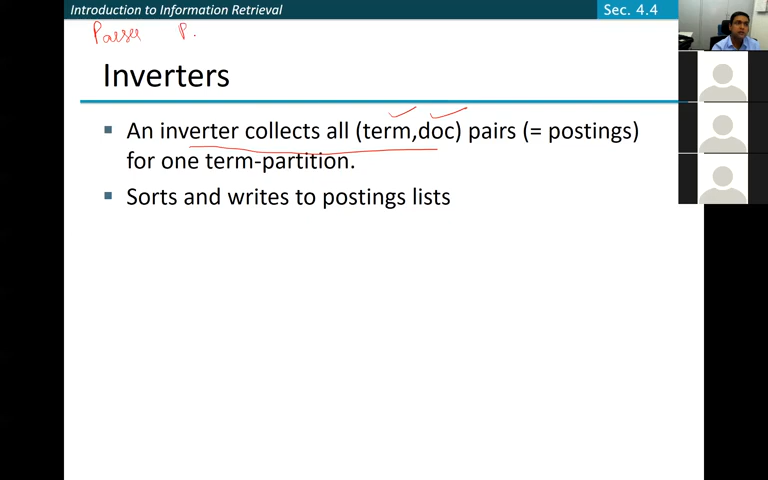 Introduction to Information Retrieval
Sec. 4.4
Parser P.
Inverters
An inverter collects all (term,doc) pairs (= postings)
for one term-partition.
Sorts and writes to postings lists